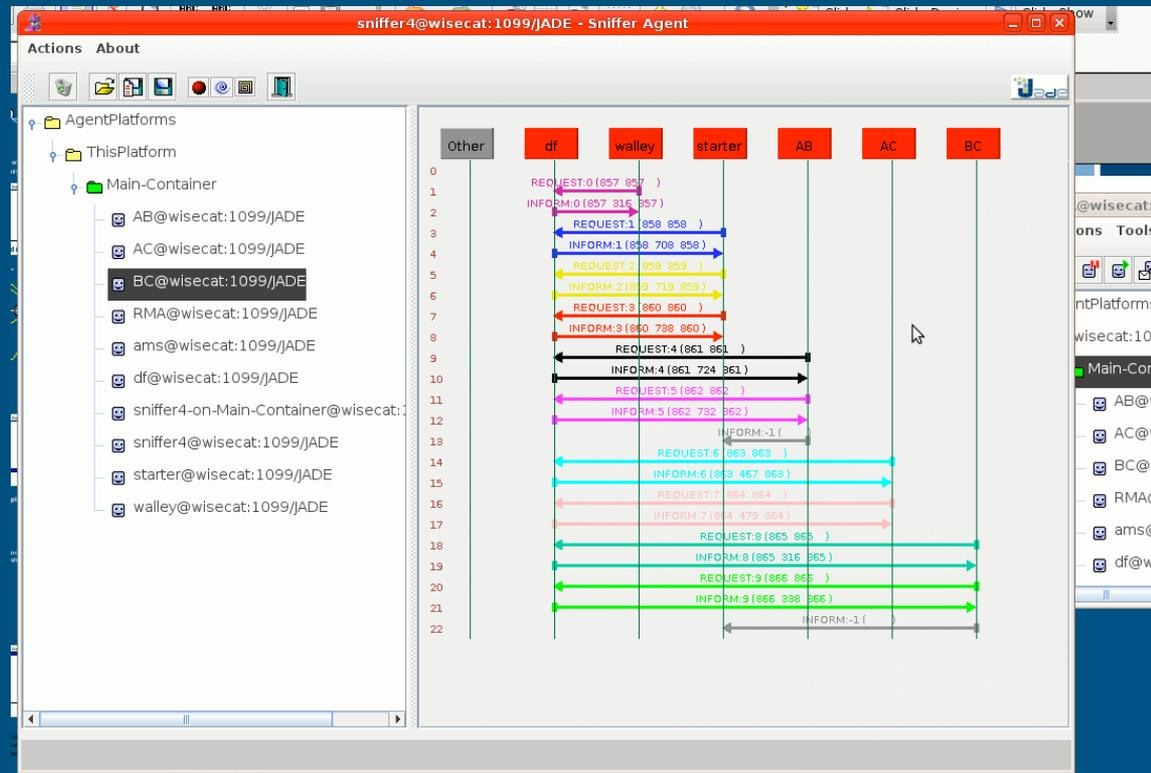 Slide Show
sniffer4@wisecat:1099/JADE - Sniffer Agent
Actions About
Jade
AgentPlatforms
ThisPlatform
Main-Container
AB@wisecat:1099/JADE
AC@wisecat:1099/JADE
BC@wisecat:1099/JADE
RMA@wisecat:1099/JADE
ams@wisecat:1099/JADE
df@wisecat:1099/JADE
sniffer4-on-Main-Container@wisecat:1
sniffer4@wisecat:1099/JADE
starter@wisecat:1099/JADE
walley@wisecat:1099/JADE
Other df walley starter AB AC BC
0
REQUEST:0 (857 857 )
1
INFORM:0 (857 316 857)
2
REQUEST:1 (858 858 )
3
INFORM:1 (858 708 858)
4
REQUEST:2 (859 859 )
5
INFORM:2 (859 719 859)
6
REQUEST:3 (860 860 )
7
INFORM:3 (860 738 860)
8
REQUEST:4 (861 861 )
9
INFORM:4 (861 724 861)
10
REQUEST:5 (862 862 )
11
INFORM:5 (862 732 862)
12
INFORM:-1 ( )
13
REQUEST:6 (863 863 )
14
INFORM:6 (863 467 863)
15
REQUEST:7 (864 864 )
16
INFORM:7 (864 479 864)
17
REQUEST:8 (865 865 )
18
INFORM:8 (865 316 865)
19
REQUEST:9 (866 866 )
20
INFORM:9 (866 338 866)
21
INFORM:-1 ( )
22
@wisecat:
ons Tools
ntPlatforms
wisecat:109
Main-Cor
AB@
AC@
BC@
RMA
ams@
df@w